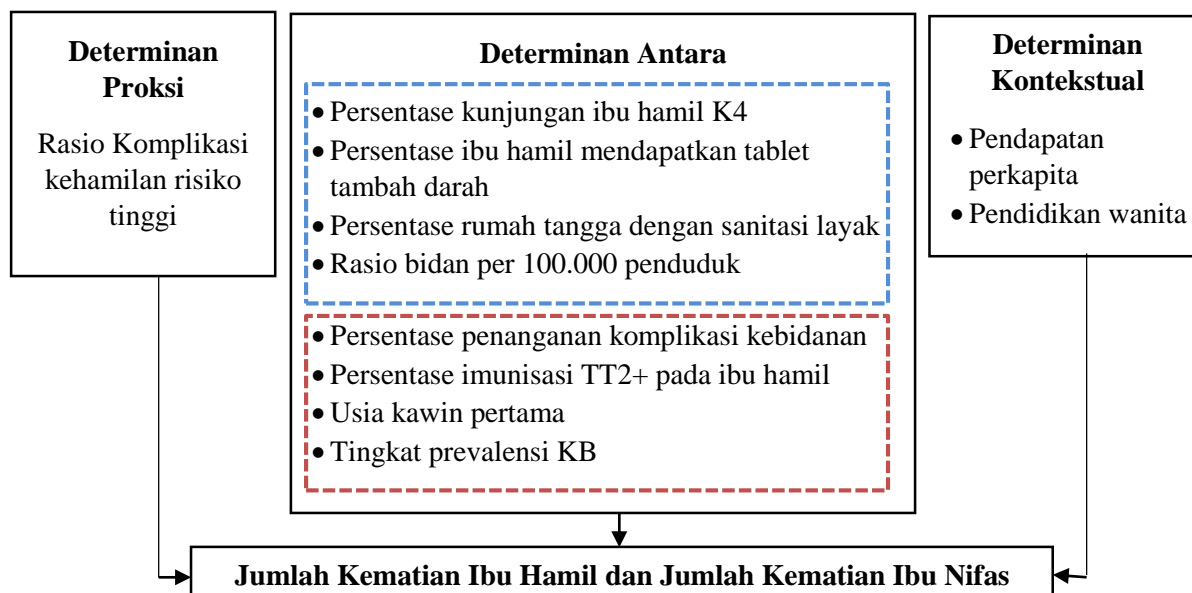 Determinan
Proksi
Rasio Komplikasi
kehamilan risiko
tinggi
Determinan Antara
• Persentase kunjungan ibu hamil K4
• Persentase ibu hamil mendapatkan tablet
tambah darah
• Persentase rumah tangga dengan sanitasi layak
• Rasio bidan per 100.000 penduduk
• Persentase penanganan komplikasi kebidanan
• Persentase imunisasi TT2+ pada ibu hamil
• Usia kawin pertama
• Tingkat prevalensi KB
Determinan
Kontekstual
• Pendapatan
perkapita
• Pendidikan wanita
Jumlah Kematian Ibu Hamil dan Jumlah Kematian Ibu Nifas